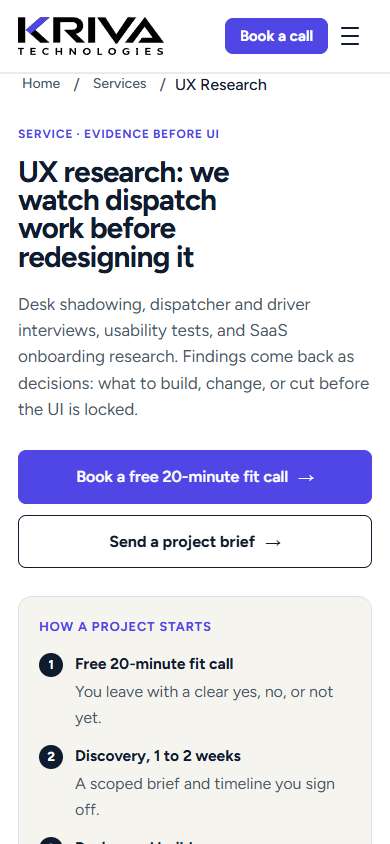 KRIVA
TECHNOLOGIES
Book a call
Home / Services / UX Research
SERVICE · EVIDENCE BEFORE UI
UX research: we
watch dispatch
work before
redesigning it
Desk shadowing, dispatcher and driver
interviews, usability tests, and SaaS
onboarding research. Findings come back as
decisions: what to build, change, or cut before
the UI is locked.
Book a free 20-minute fit call →
Send a project brief →
HOW A PROJECT STARTS
1 Free 20-minute fit call
You leave with a clear yes, no, or not
yet.
2 Discovery, 1 to 2 weeks
A scoped brief and timeline you sign
off.